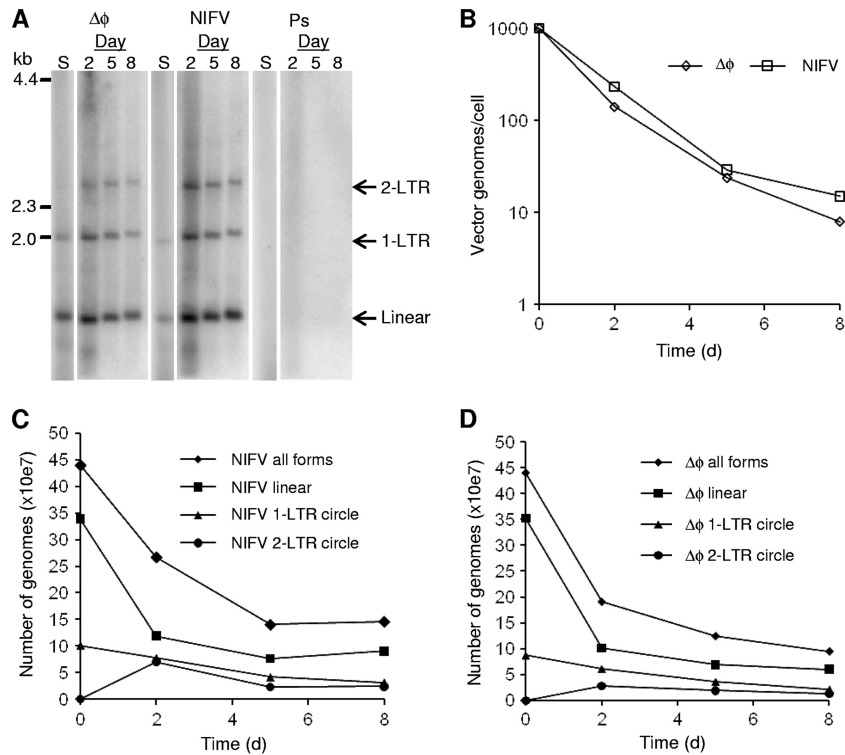 A
Δϕ NIFV Ps
Day Day Day
kb S 2 5 8 S 2 5 8 S 2 5 8
4.4
2-LTR
2.3
2.0
1-LTR
Linear
B
Δϕ NIFV
Vector genomes/cell
1000
100
10
1
0 2 4 6 8
Time (d)
C
Number of genomes (x10e7)
50
45
40
35
30
25
20
15
10
5
0
NIFV all forms
NIFV linear
NIFV 1-LTR circle
NIFV 2-LTR circle
0 2 4 6 8
Time (d)
D
Number of genomes (x10e7)
50
45
40
35
30
25
20
15
10
5
0
Δϕ all forms
Δϕ linear
Δϕ 1-LTR circle
Δϕ 2-LTR circle
0 2 4 6 8
Time (d)